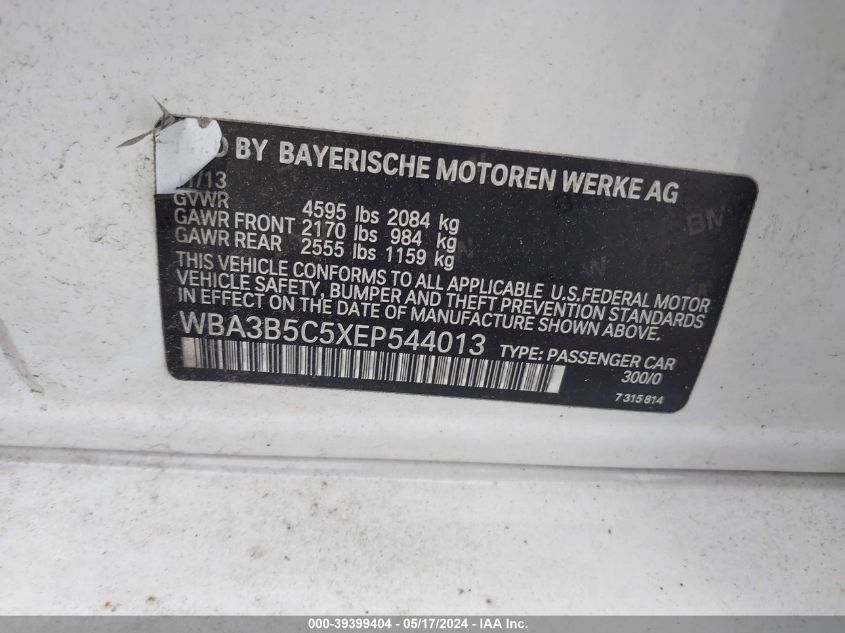 BY BAYERISCHE MOTOREN WERKE AG
/13
GVWR 4595 lbs 2084 kg
GAWR FRONT 2170 lbs 984 kg
GAWR REAR 2555 lbs 1159 kg
THIS VEHICLE CONFORMS TO ALL APPLICABLE U.S.FEDERAL MOTOR
VEHICLE SAFETY, BUMPER AND THEFT PREVENTION STANDARDS
IN EFFECT ON THE DATE OF MANUFACTURE SHOWN ABOVE.
WBA3B5C5XEP544013 TYPE: PASSENGER CAR
300/0
7 315 814
000-39399404 - 05/17/2024 - IAA Inc.